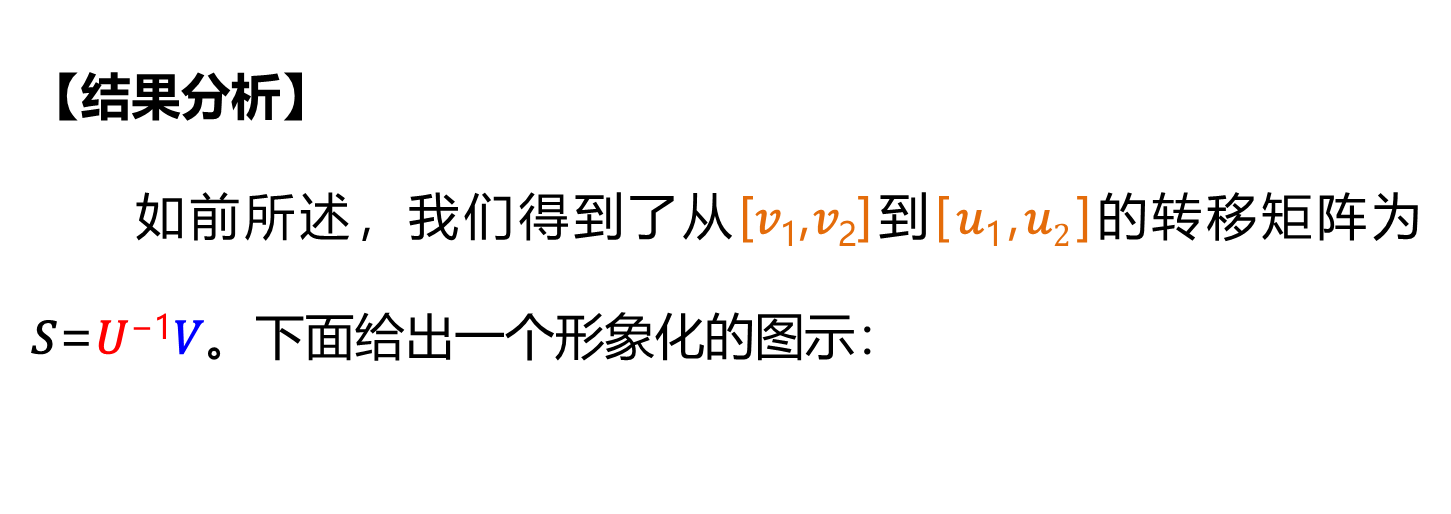 【结果分析】
如前所述，我们得到了从[v₁,v₂]到[u₁,u₂]的转移矩阵为
S=U⁻¹V。下面给出一个形象化的图示：